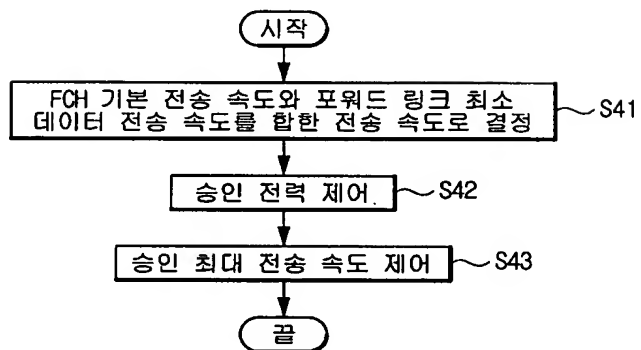 시작
FCH 기본 전송 속도와 포워드 링크 최소
데이터 전송 속도를 합한 전송 속도로 결정
S41
승인 전력 제어
S42
승인 최대 전송 속도 제어
S43
끝